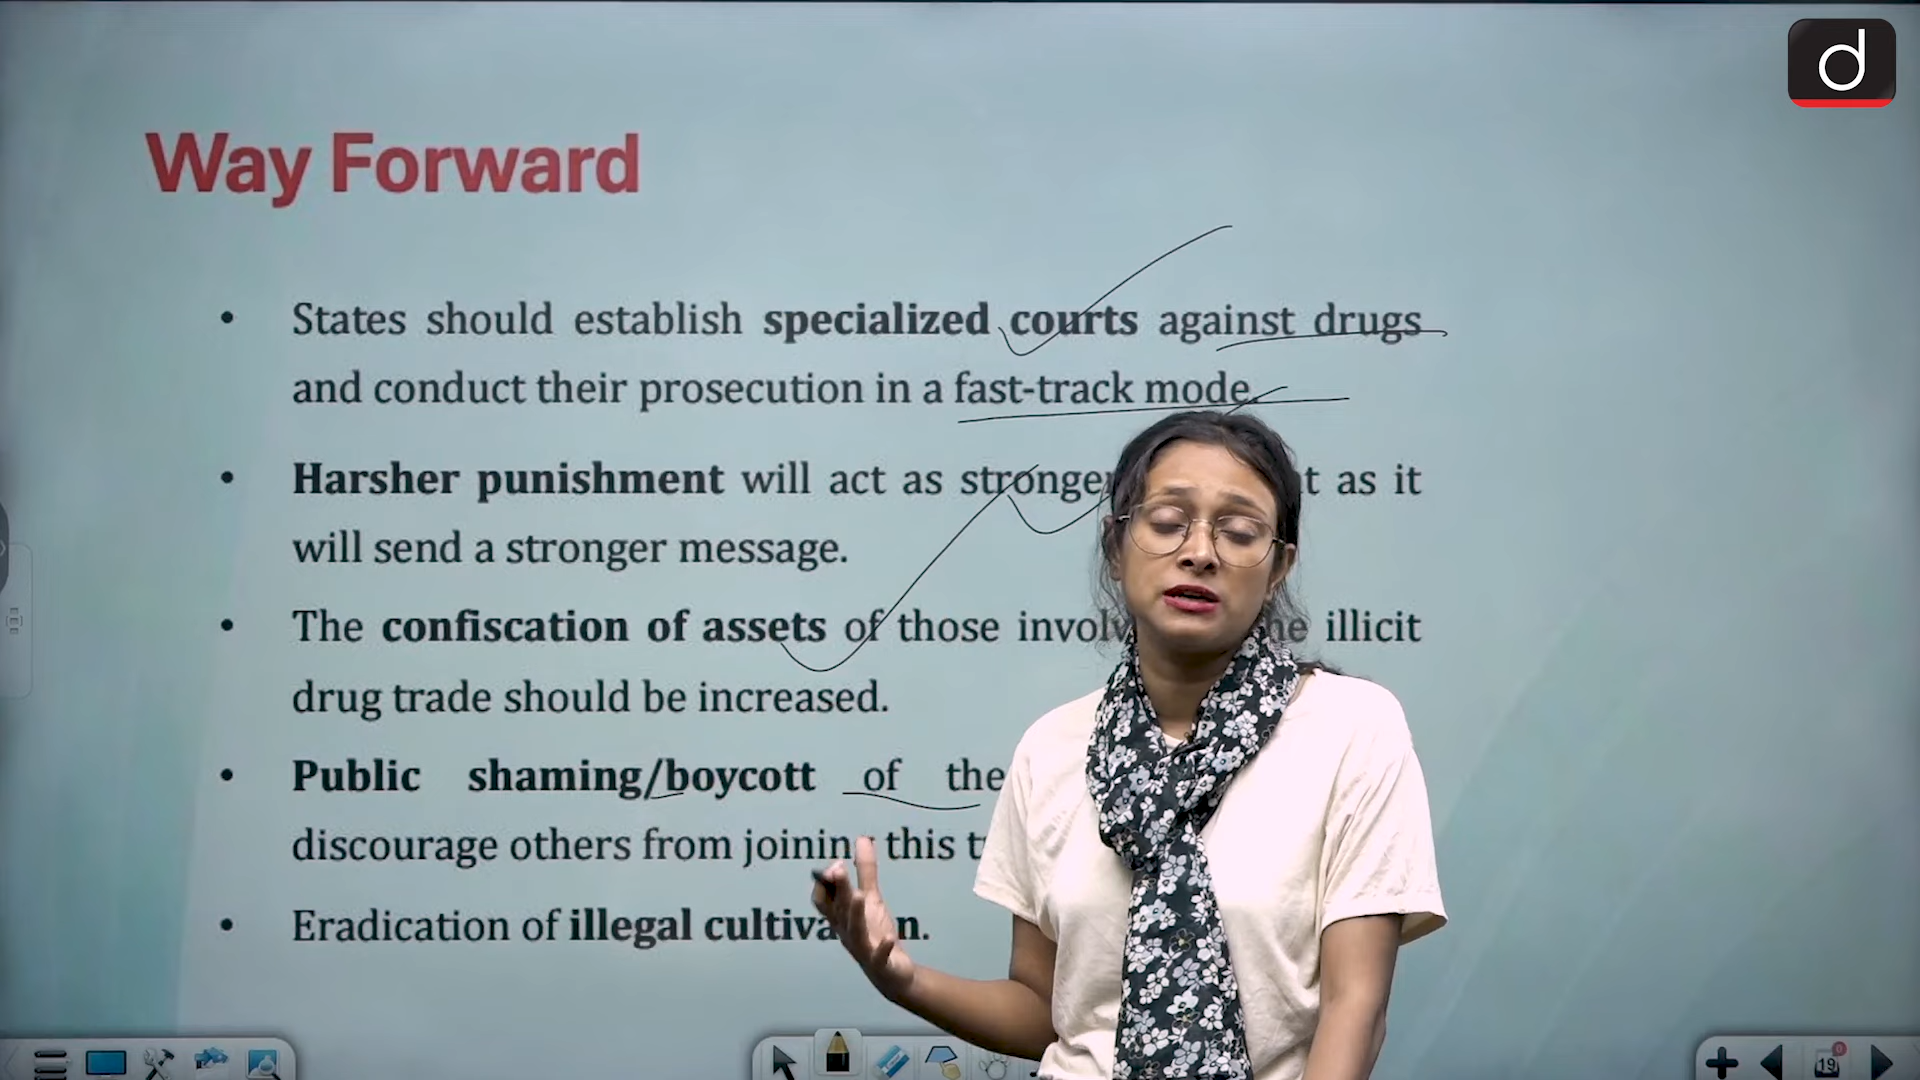 d
Way Forward
• States should establish specialized courts against drugs
and conduct their prosecution in a fast-track mode.
• Harsher punishment will act as stronger as it
will send a stronger message.
• The confiscation of assets of those illicit
drug trade should be increased.
• Public shaming/boycott of the
discourage others from joining this
• Eradication of illegal cultivation.
19